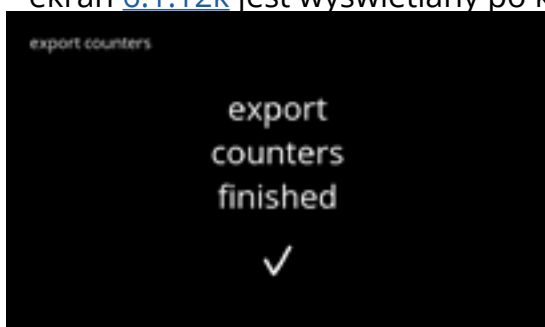 ekran 6.1.12k jest wyświetlany po
export counters
export
counters
finished